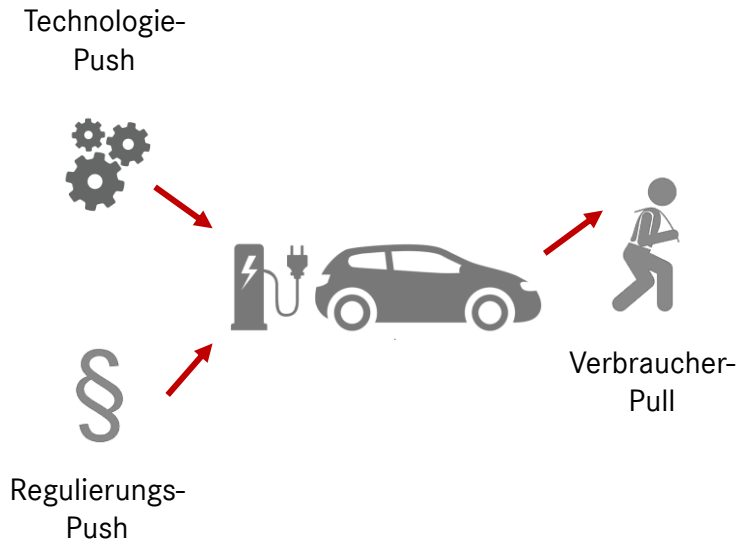 Technologie-
Push
§
Verbraucher-
Pull
Regulierungs-
Push